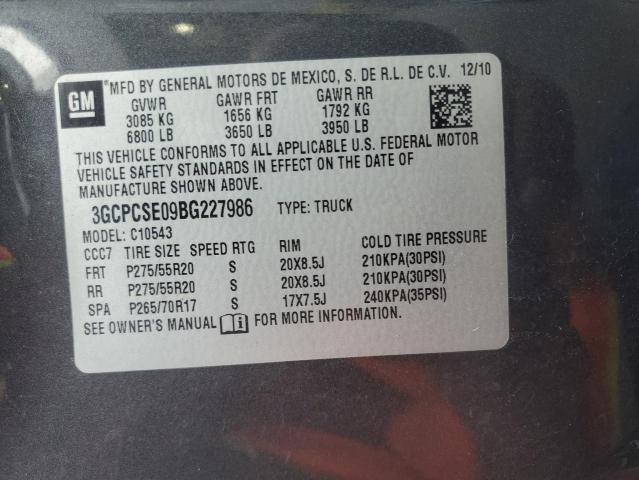 GM
*MFD BY GENERAL MOTORS DE MEXICO, S. DE R.L. DE C.V. 12/10
GVWR GAWR FRT GAWR RR
3085 KG 1656 KG 1792 KG
6800 LB 3650 LB 3950 LB
THIS VEHICLE CONFORMS TO ALL APPLICABLE U.S. FEDERAL MOTOR
VEHICLE SAFETY STANDARDS IN EFFECT ON THE DATE OF
MANUFACTURE SHOWN ABOVE.
3GCPCSE09BG227986 TYPE: TRUCK
MODEL: C10543
CCC7 TIRE SIZE SPEED RTG RIM COLD TIRE PRESSURE
FRT P275/55R20 S 20X8.5J 210KPA(30PSI)
RR P275/55R20 S 20X8.5J 210KPA(30PSI)
SPA P265/70R17 S 17X7.5J 240KPA(35PSI)
SEE OWNER'S MANUAL FOR MORE INFORMATION.